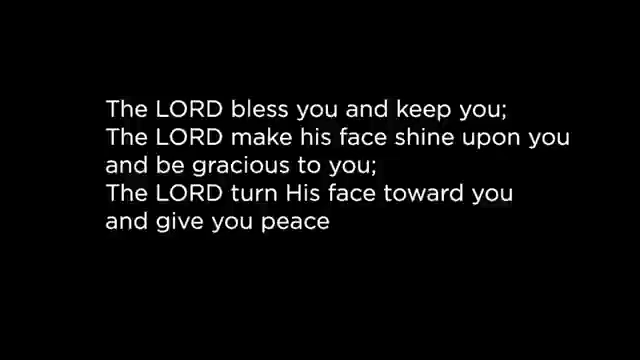 The LORD bless you and keep you;
The LORD make his face shine upon you
and be gracious to you;
The LORD turn His face toward you
and give you peace